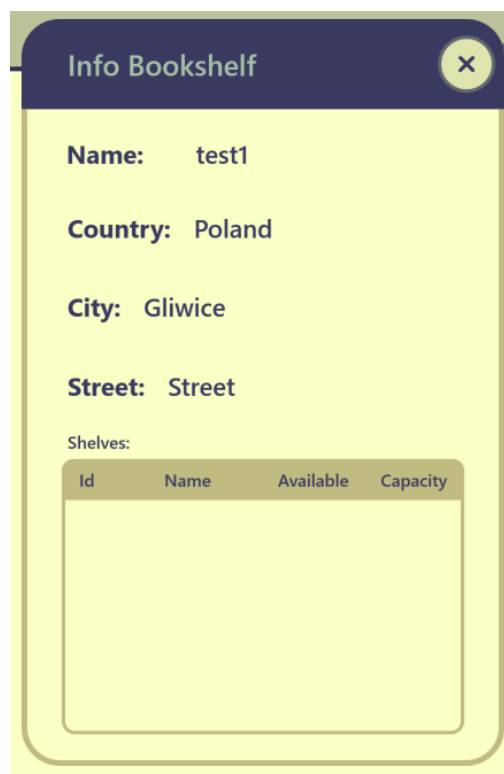 Info Bookshelf
Name: test1
Country: Poland
City: Gliwice
Street: Street
Shelves:
Id Name Available Capacity